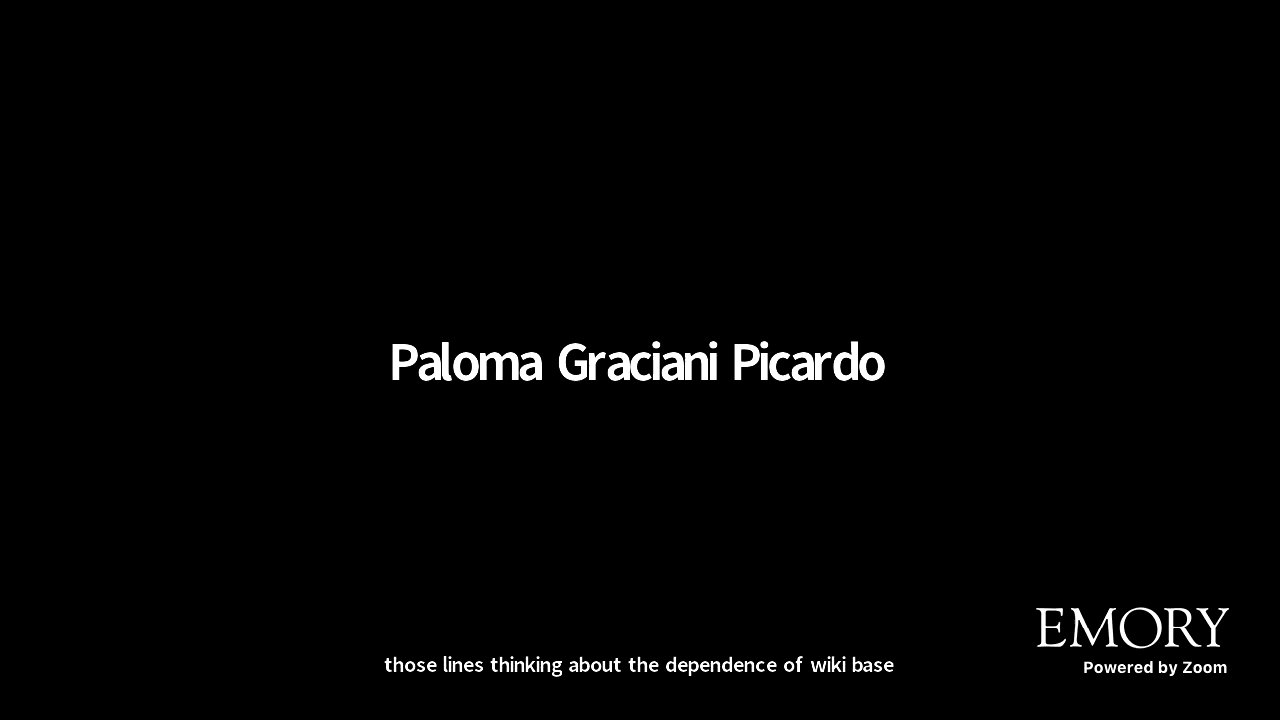 Paloma Graciani Picardo
EMORY
those lines thinking about the dependence of wiki base
Powered by Zoom